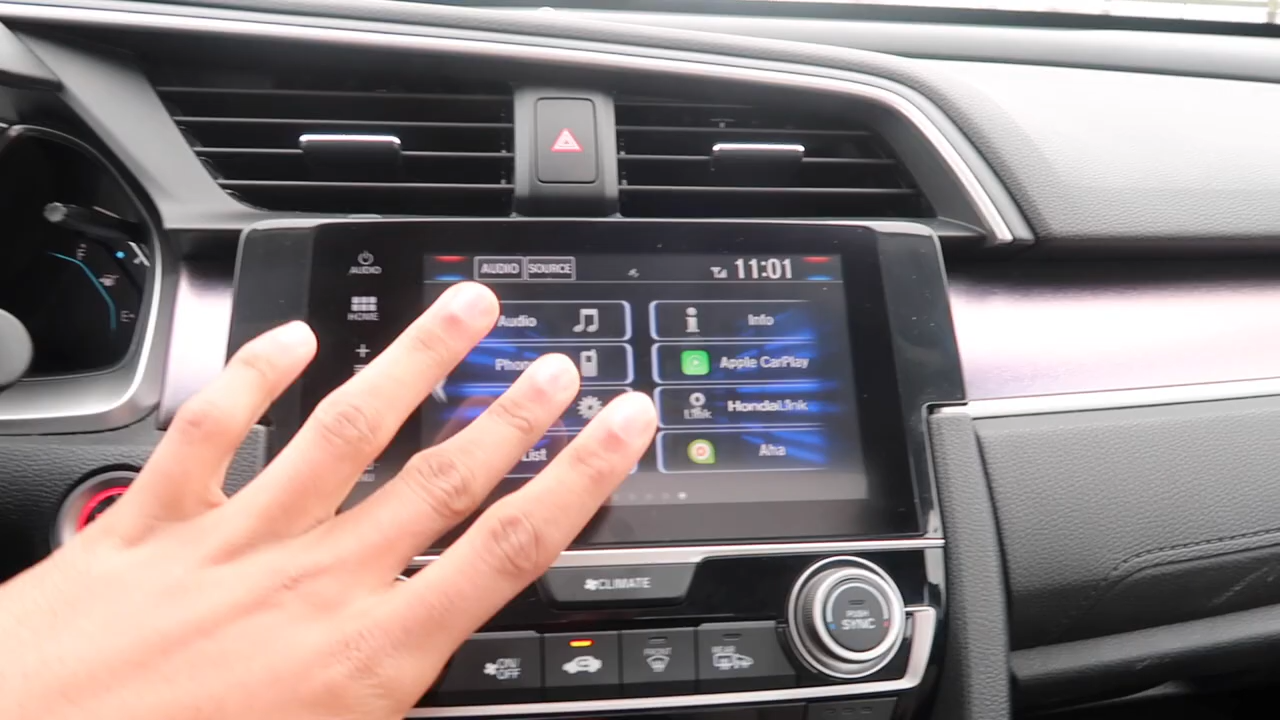 AUDIO
HOME
AUDIO SOURCE 11:01
Audio Info
Apple CarPlay
Link HondaLink
List Aha
F
E
CLIMATE
PUSH
SYNC
ON/
OFF
FRONT
REAR